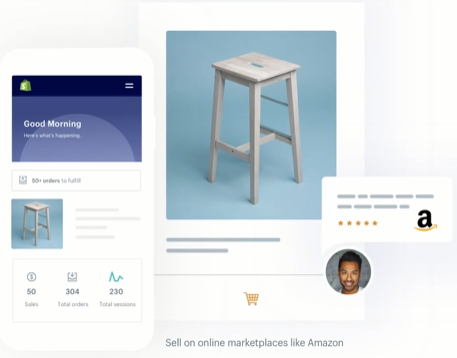 Good Morning
Here's what's happening.
50+ orders to fulfill
50
304
230
Sales
Total orders
Total sessions
a
Sell on online marketplaces like Amazon